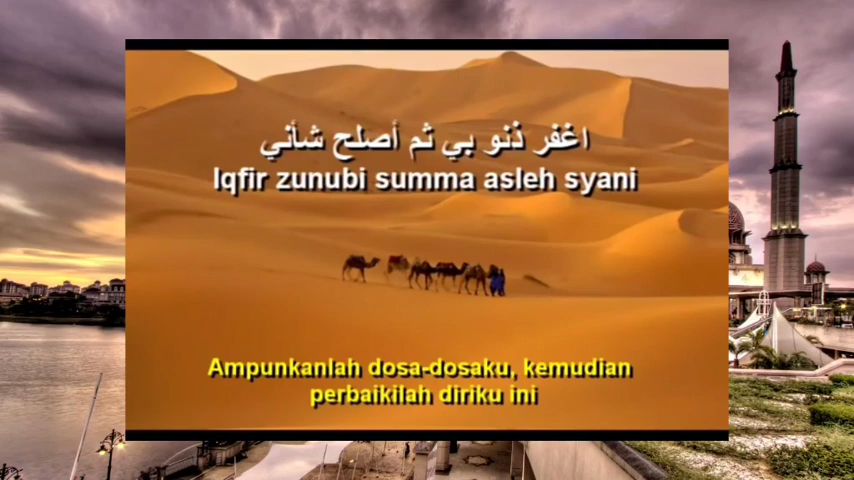 اغفر ذنو بي ثم أصلح شأني
Iqfir zunubi summa asleh syani
Ampunkanlah dosa-dosaku, kemudian
perbaikilah diriku ini